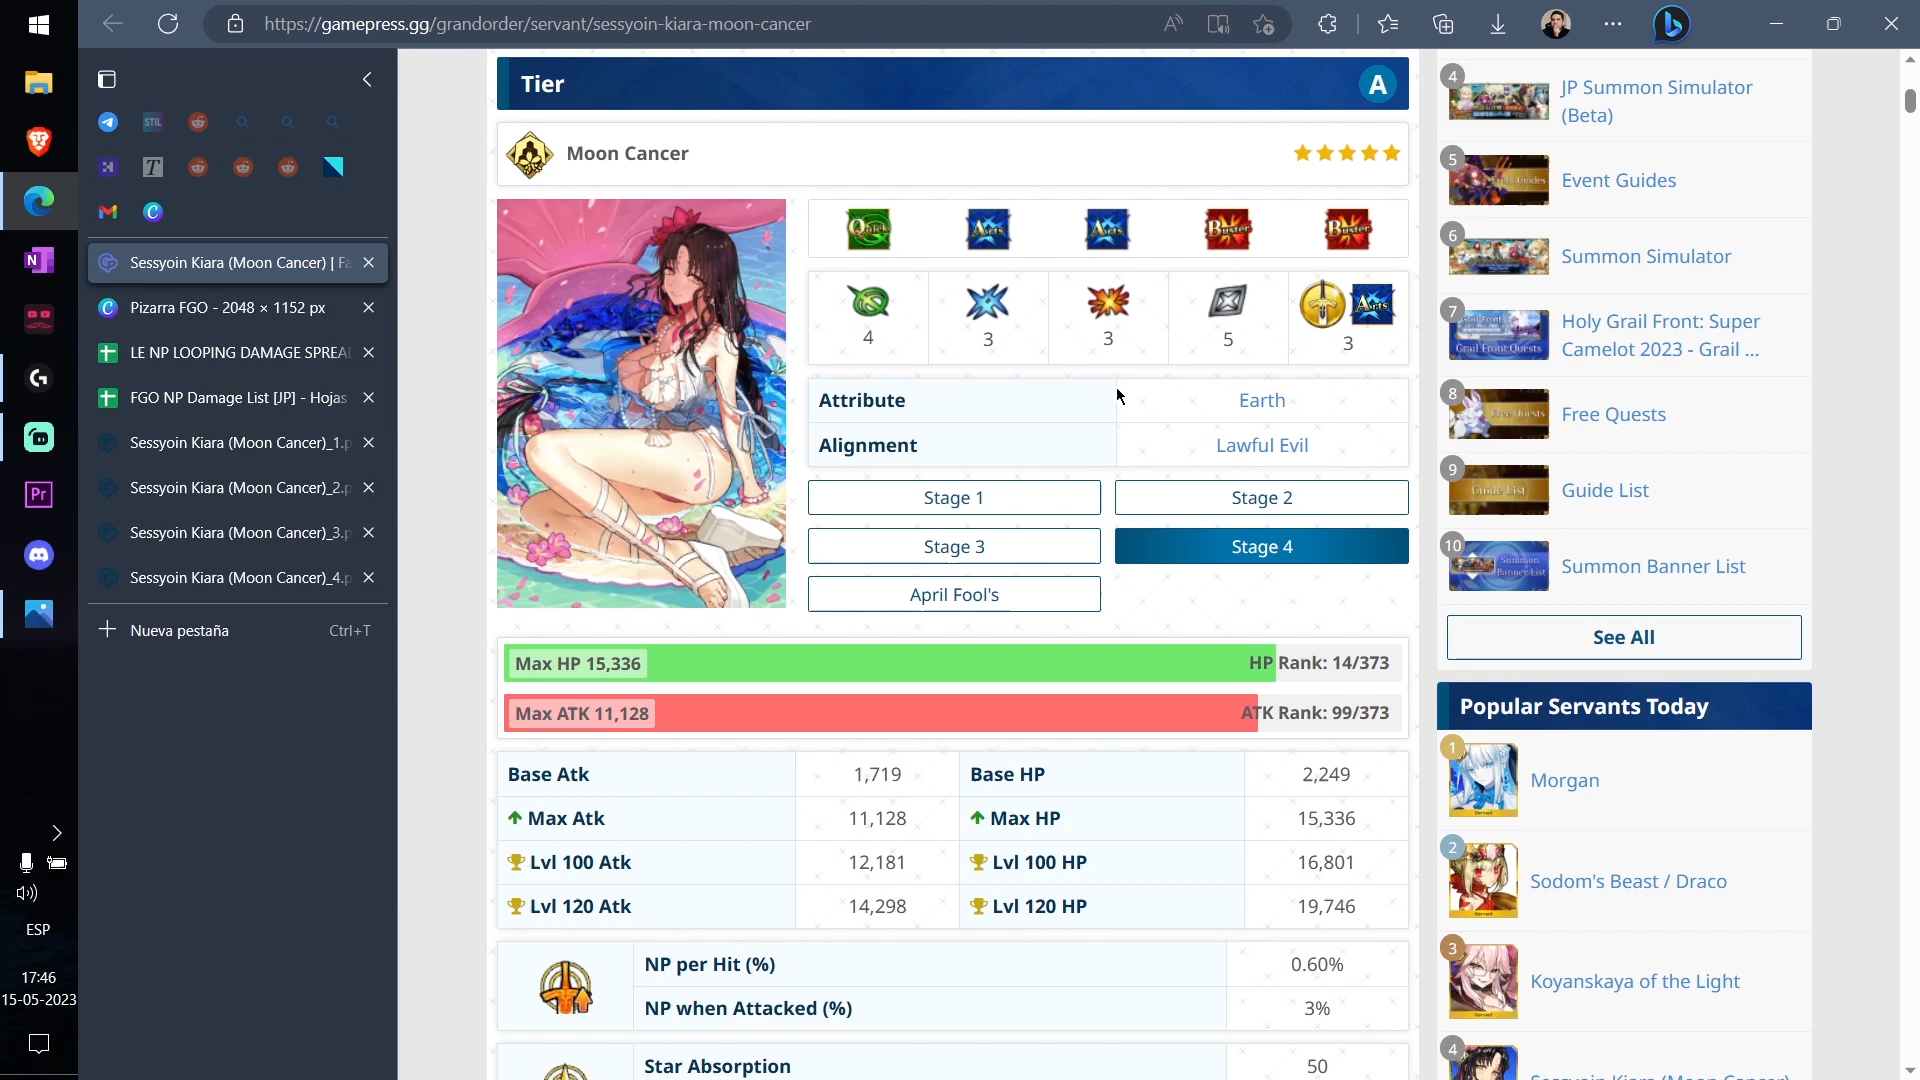 https://gamepress.gg/grandorder/servant/sessyoin-kiara-moon-cancer
STIL
Sessyoin Kiara (Moon Cancer) | Fa
Pizarra FGO - 2048 × 1152 px
LE NP LOOPING DAMAGE SPREA
FGO NP Damage List [JP] - Hojas
Sessyoin Kiara (Moon Cancer)_1.p
Sessyoin Kiara (Moon Cancer)_2.p
Sessyoin Kiara (Moon Cancer)_3.p
Sessyoin Kiara (Moon Cancer)_4.p
Nueva pestaña Ctrl+T
ESP
17:46
15-05-2023
Tier A
Moon Cancer
Quick Arts Arts Buster Buster
Arts
4 3 3 5 3
Attribute Earth
Alignment Lawful Evil
Stage 1 Stage 2
Stage 3 Stage 4
April Fool's
Max HP 15,336 HP Rank: 14/373
Max ATK 11,128 ATK Rank: 99/373
Base Atk 1,719 Base HP 2,249
Max Atk 11,128 Max HP 15,336
Lvl 100 Atk 12,181 Lvl 100 HP 16,801
Lvl 120 Atk 14,298 Lvl 120 HP 19,746
NP per Hit (%) 0.60%
NP when Attacked (%) 3%
Star Absorption 50
4
JP Summon Simulator
(Beta)
5
Event Guides
6
Summon Simulator
7
Holy Grail Front: Super
Camelot 2023 - Grail ...
Grail Front Quests
8
Free Quests
9
Guide List
10
Summon Banner List
See All
Popular Servants Today
1
Morgan
2
Sodom's Beast / Draco
3
Koyanskaya of the Light
4
Sessyoin Kiara (Moon Cancer)